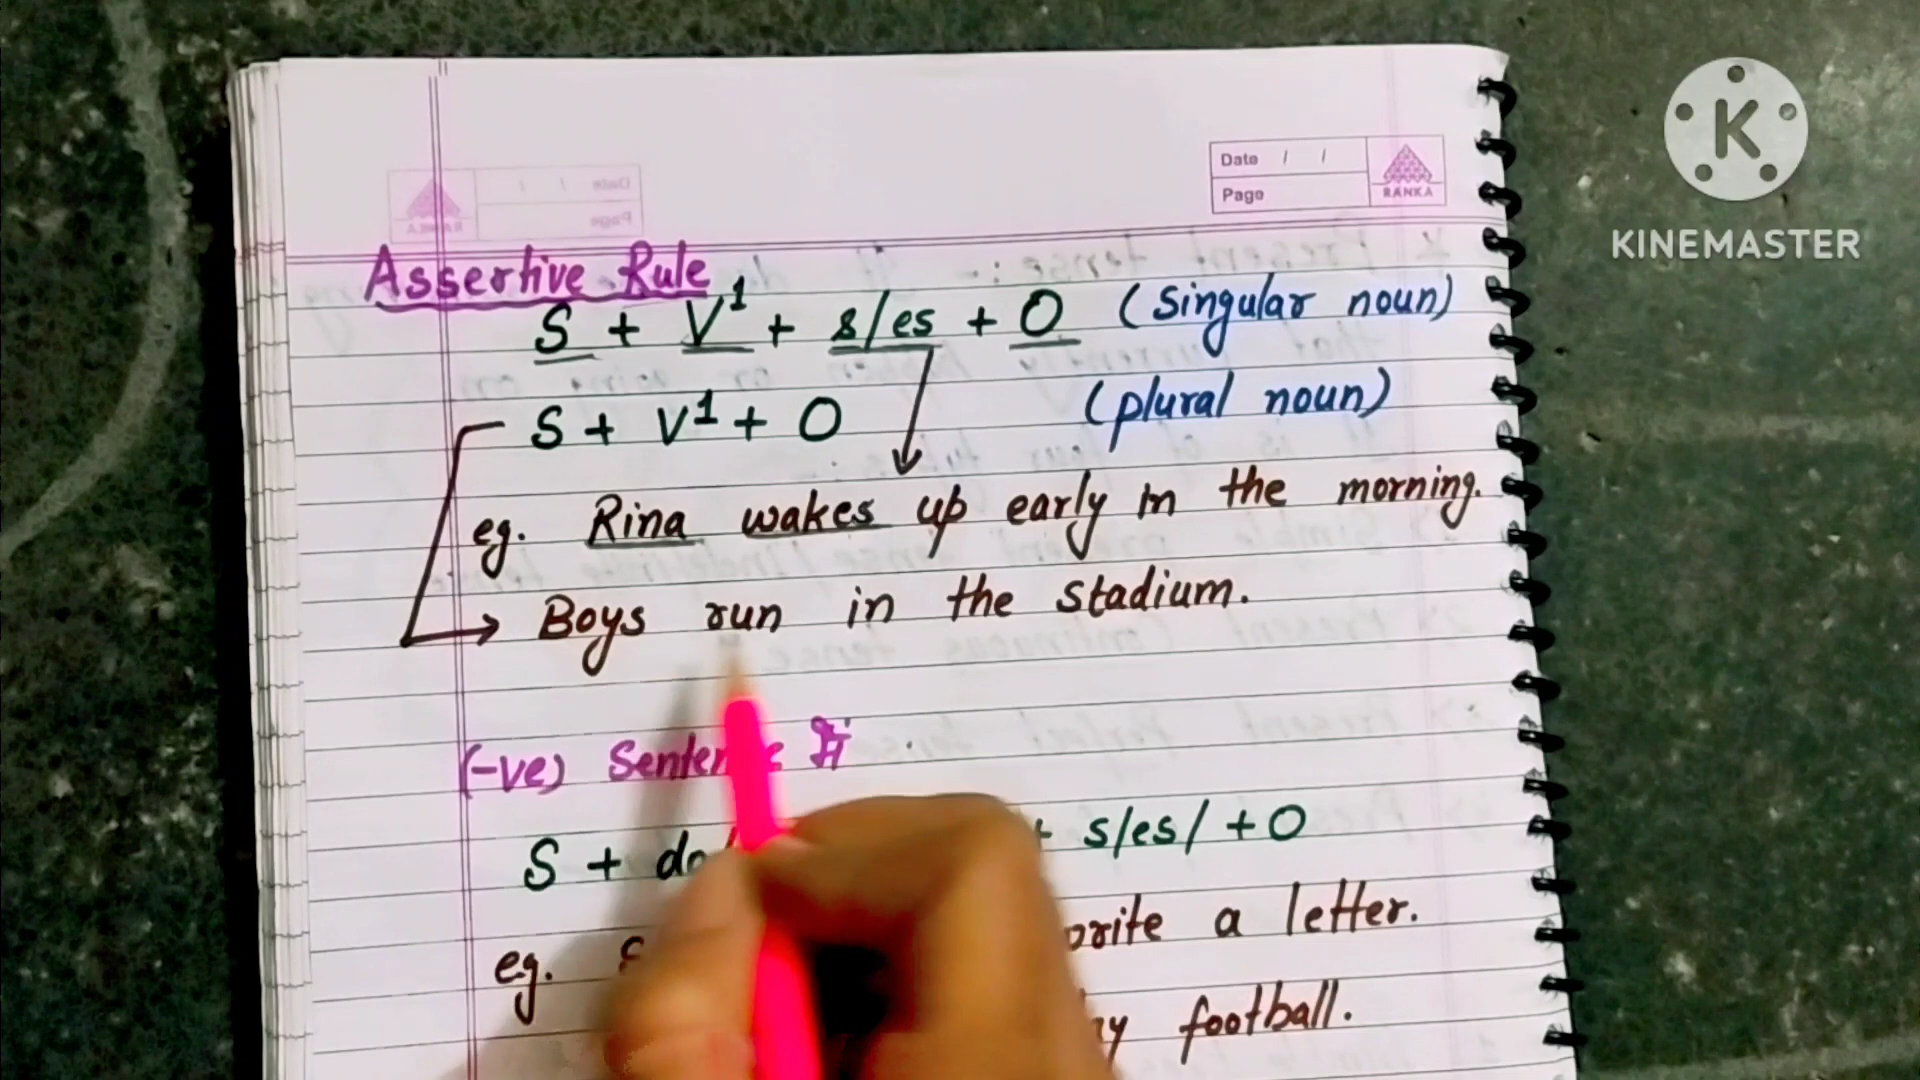 Date / /
Page
RANKA
KINEMASTER
Assertive Rule
S + V¹ + s/es + O (Singular noun)
S + V¹ + O (plural noun)
eg. Rina wakes up early in the morning.
Boys run in the stadium.
(-ve) Sentence में
S + do/ + s/es/ + O
eg. a letter.
football.